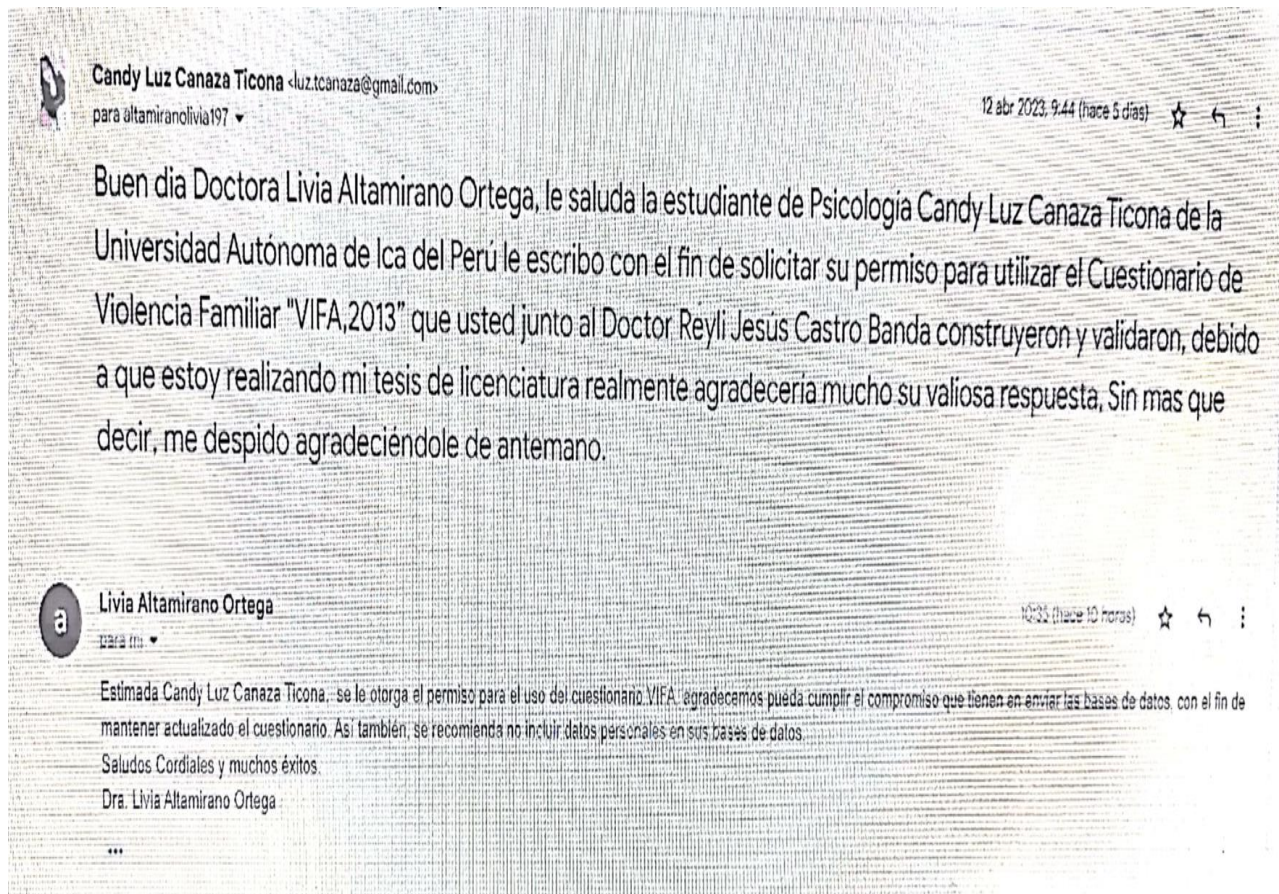 Candy Luz Canaza Ticona <luz.tcanaza@gmail.com>
12 abr 2023, 9:44 (hace 5 días)
para altamiranolivia197
Buen dia Doctora Livia Altamirano Ortega, le saluda la estudiante de Psicología Candy Luz Canaza Ticona de la
Universidad Autónoma de Ica del Perú le escribo con el fin de solicitar su permiso para utilizar el Cuestionario de
Violencia Familiar "VIFA,2013" que usted junto al Doctor Reyli Jesús Castro Banda construyeron y validaron, debido
a que estoy realizando mi tesis de licenciatura realmente agradecería mucho su valiosa respuesta, Sin mas que
decir, me despido agradeciéndole de antemano.
a
Livia Altamirano Ortega
10:35 (hace 10 horas)
para mí
Estimada Candy Luz Canaza Ticona, se le otorga el permiso para el uso del cuestionario VIFA, agradecemos pueda cumplir el compromiso que tienen en enviar las bases de datos, con el fin de
mantener actualizado el cuestionario. Así también, se recomienda no incluir datos personales en sus bases de datos.
Saludos Cordiales y muchos éxitos.
Dra. Livia Altamirano Ortega
...